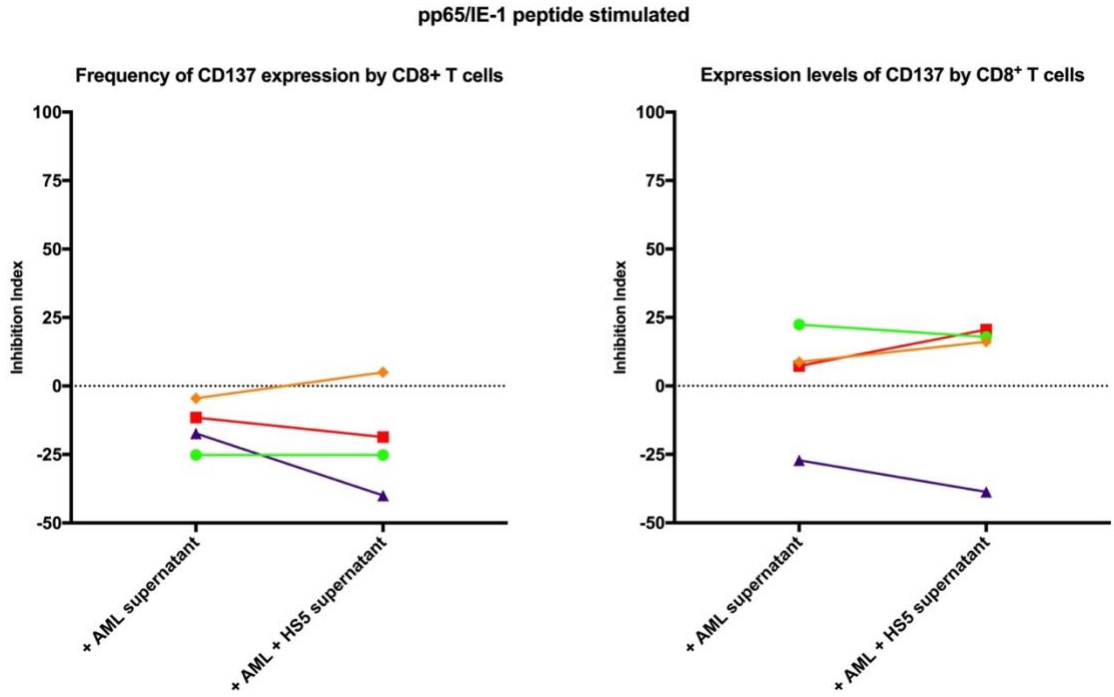 pp65/IE-1 peptide stimulated
Frequency of CD137 expression by CD8+ T cells
100
75
50
25
0
-25
-50
Inhibition Index
+ AML supernatant
+ AML + HS5 supernatant
Expression levels of CD137 by CD8⁺ T cells
100
75
50
25
0
-25
-50
Inhibition Index
+ AML supernatant
+ AML + HS5 supernatant